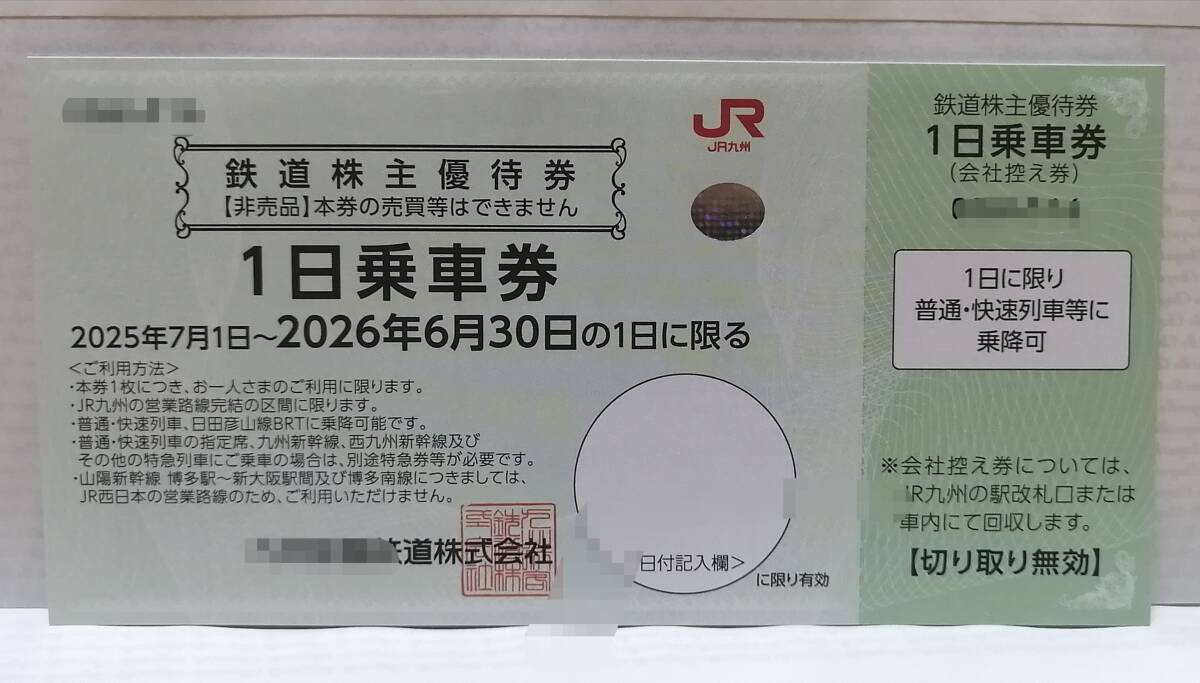 JR
JR九州
鉄道株主優待券
【非売品】本券の売買等はできません
1日乗車券
2025年7月1日～2026年6月30日の1日に限る
＜ご利用方法＞
・本券1枚につき、お一人さまのご利用に限ります。
・JR九州の営業路線完結の区間に限ります。
・普通・快速列車、日田彦山線BRTに乗降可能です。
・普通・快速列車の指定席、九州新幹線、西九州新幹線及び
その他の特急列車にご乗車の場合は、別途特急券等が必要です。
・山陽新幹線 博多駅～新大阪駅間及び博多南線につきましては、
JR西日本の営業路線のため、ご利用いただけません。
鉄道株式会社
日付記入欄＞
に限り有効
鉄道株主優待券
1日乗車券
(会社控え券)
1日に限り
普通・快速列車等に
乗降可
※会社控え券については、
JR九州の駅改札口または
車内にて回収します。
【切り取り無効】